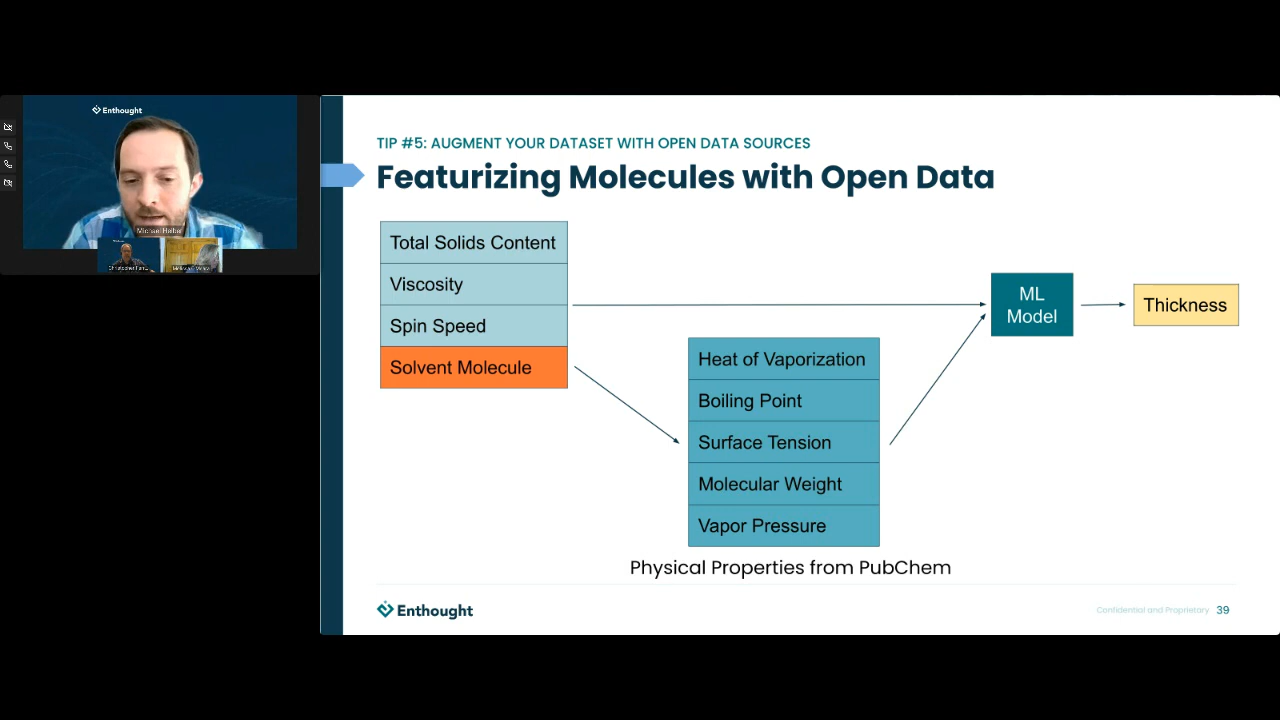 Enthought
Michael Heiber
TIP #5: AUGMENT YOUR DATASET WITH OPEN DATA SOURCES
Featurizing Molecules with Open Data
Total Solids Content
Viscosity
Spin Speed
Solvent Molecule
Heat of Vaporization
Boiling Point
Surface Tension
Molecular Weight
Vapor Pressure
Physical Properties from PubChem
ML
Model
Thickness
Enthought
Confidential and Proprietary 39